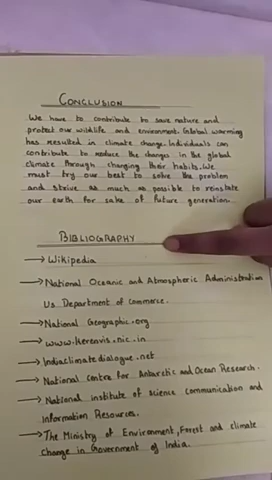 CONCLUSION
We have to contribute to save nature and
protect our wildlife and environment. Global warming
has resulted in climate change. Individuals can
contribute to reduce the changes in the global
climate through changing their habits. We
must try our best to solve the problem
and strive as much as possible to reinstate
our earth for sake of future generation.
BIBLIOGRAPHY
→ Wikipedia
→ National Oceanic and Atmospheric Administration
Us Department of Commerce.
→ National Geographic.org
→ www.Kerenvis.nic.in
→ Indiaclimatedialogue.net
→ National Centre for Antarctic and Ocean Research.
→ National institute of science communication and
Information Resources.
→ The Ministry of Environment, Forest and climate
change in Government of India.